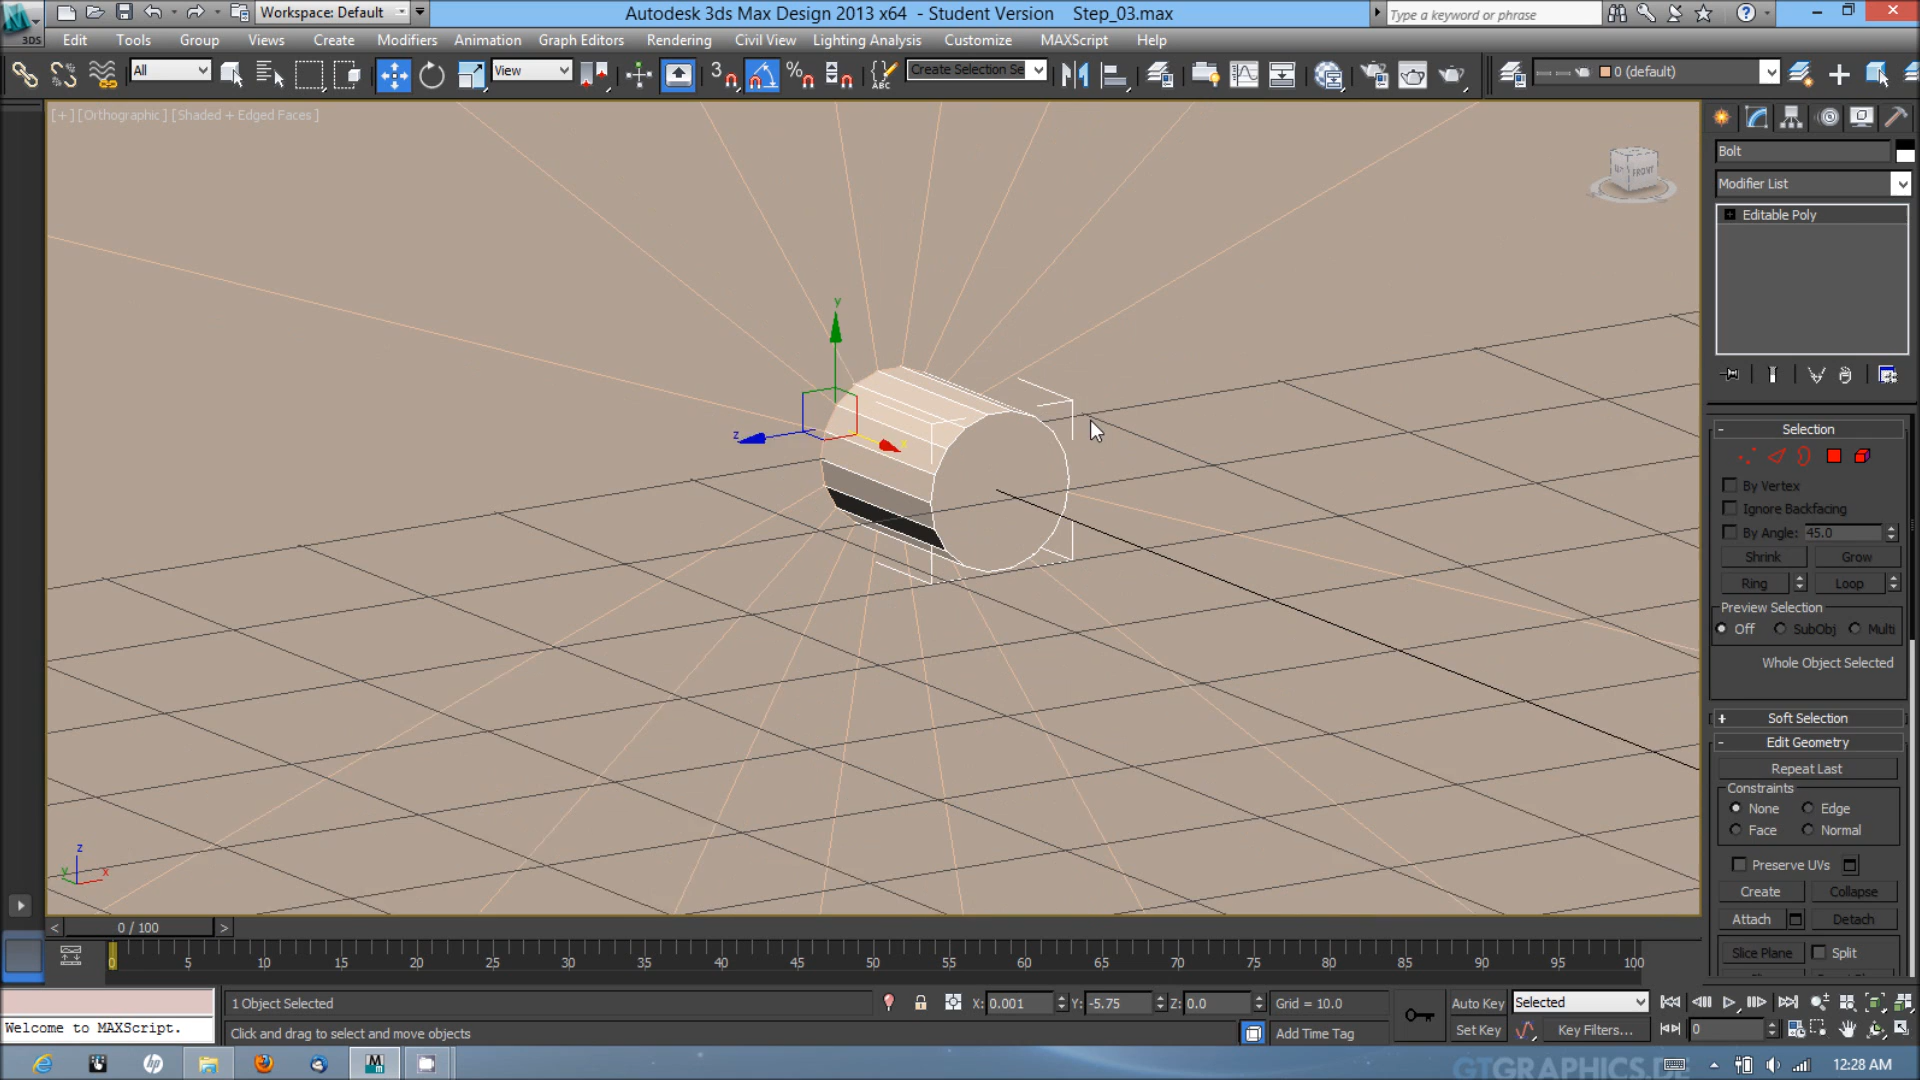 Workspace: Default
Autodesk 3ds Max Design 2013 x64 - Student Version Step_03.max
Type a keyword or phrase
3DS
Edit Tools Group Views Create Modifiers Animation Graph Editors Rendering Civil View Lighting Analysis Customize MAXScript Help
All
View
3
%
ABC
Create Selection Se
0 (default)
[+] [Orthographic] [Shaded + Edged Faces]
FRONT
Bolt
Modifier List
Editable Poly
y
z
x
Selection
By Vertex
Ignore Backfacing
By Angle: 45.0
Shrink Grow
Ring Loop
Preview Selection
Off SubObj Multi
Whole Object Selected
Soft Selection
Edit Geometry
Repeat Last
Constraints
None Edge
Face Normal
Preserve UVs
Create Collapse
Attach Detach
Slice Plane Split
z
y x
< 0 / 100 >
0 5 10 15 20 25 30 35 40 45 50 55 60 65 70 75 80 85 90 95 100
1 Object Selected
X: 0.001 Y: -5.75 Z: 0.0 Grid = 10.0
Auto Key Selected
Welcome to MAXScript.
Click and drag to select and move objects
Add Time Tag
Set Key Key Filters... 0
GTGRAPHICS.DE
12:28 AM